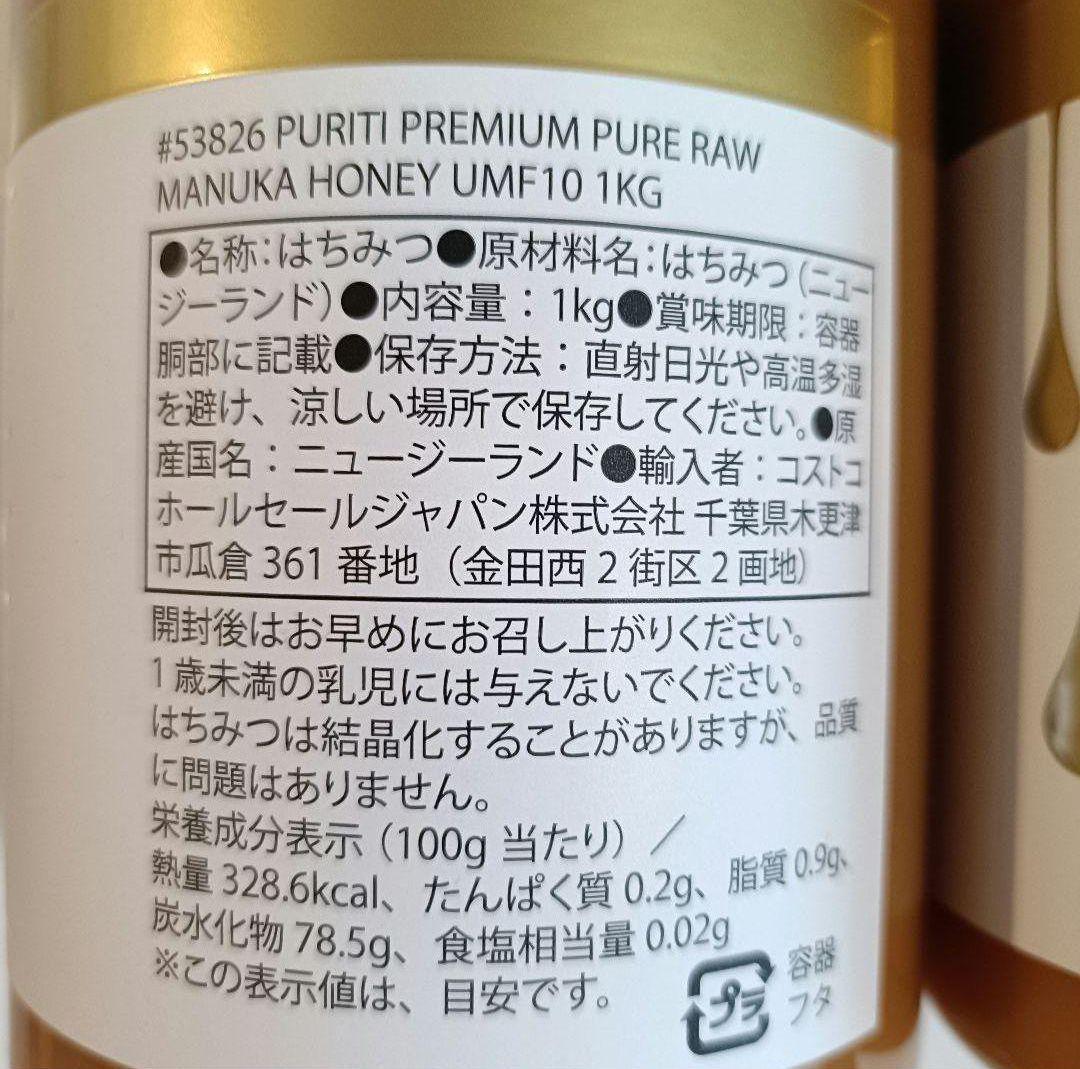 #53826 PURITI PREMIUM PURE RAW
MANUKA HONEY UMF10 1KG
●名称：はちみつ●原材料名：はちみつ（ニュー
ジーランド）●内容量：1kg●賞味期限：容器
胴部に記載●保存方法：直射日光や高温多湿
を避け、涼しい場所で保存してください。●原
産国名：ニュージーランド●輸入者：コストコ
ホールセールジャパン株式会社 千葉県木更津
市瓜倉 361 番地（金田西 2 街区 2 画地）
開封後はお早めにお召し上がりください。
1 歳未満の乳児には与えないでください。
はちみつは結晶化することがありますが、品質
に問題はありません。
栄養成分表示（100g 当たり）／
熱量 328.6kcal、たんぱく質 0.2g、脂質 0.9g、
炭水化物 78.5g、食塩相当量 0.02g
※この表示値は、目安です。
プラ
容器
フタ